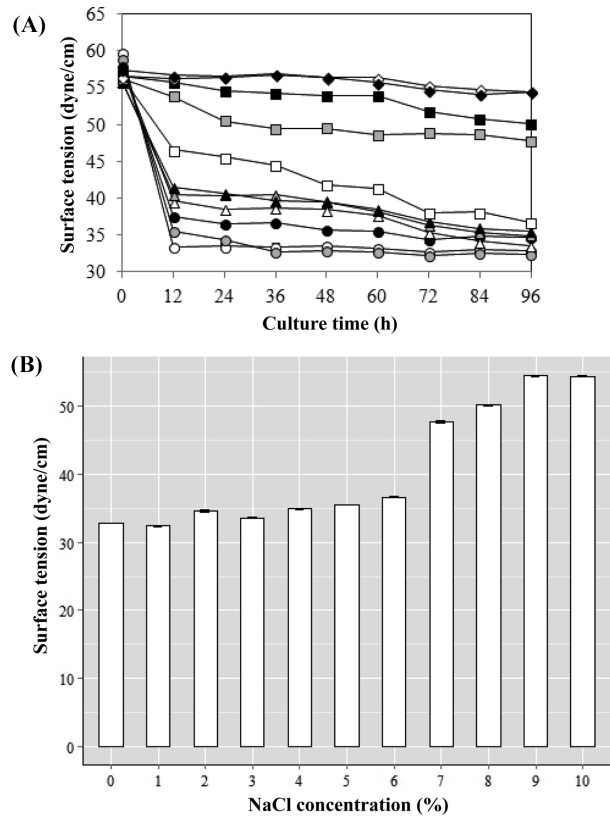 (A)
Surface tension (dyne/cm)
65
60
55
50
45
40
35
30
0 12 24 36 48 60 72 84 96
Culture time (h)
(B)
Surface tension (dyne/cm)
50
40
30
20
10
0
0 1 2 3 4 5 6 7 8 9 10
NaCl concentration (%)